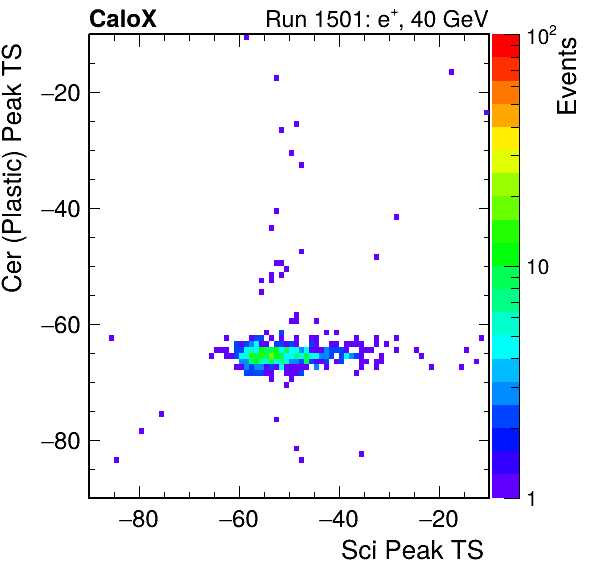 CaloX Run 1501: e⁺, 40 GeV
Cer (Plastic) Peak TS
−20
−40
−60
−80
−80 −60 −40 −20
Sci Peak TS
10²
10
1
Events